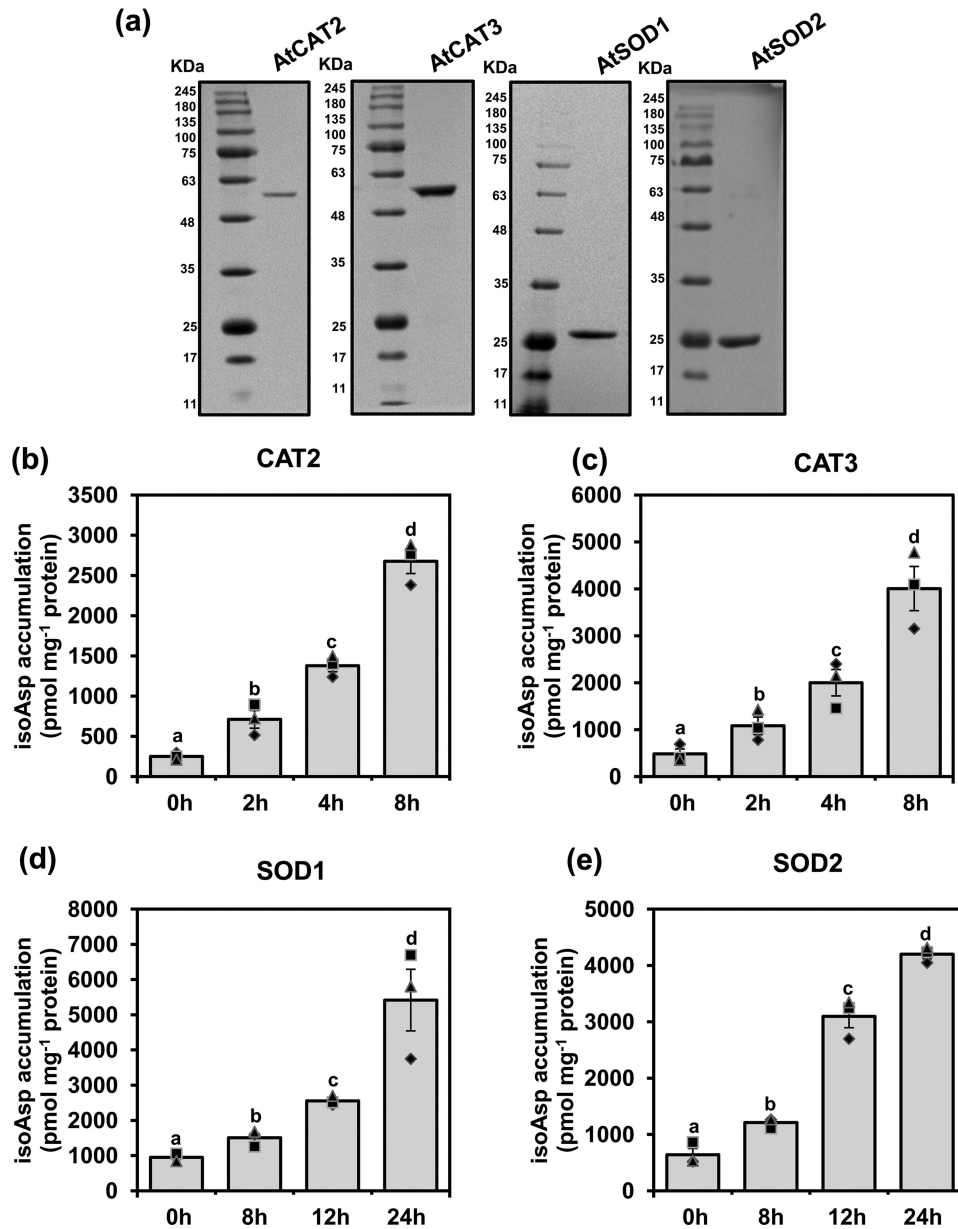 (a)
AtCAT2
AtCAT3
AtSOD1
AtSOD2
KDa
245
180
135
100
75
63
48
35
25
17
11
KDa
245
180
135
100
75
63
48
35
25
17
11
KDa
245
180
135
100
75
63
48
35
25
17
11
KDa
245
180
135
100
75
63
48
35
25
17
11
(b)
CAT2
isoAsp accumulation
(pmol mg⁻¹ protein)
3500
3000
2500
2000
1500
1000
500
0
a
b
c
d
0h 2h 4h 8h
(c)
CAT3
isoAsp accumulation
(pmol mg⁻¹ protein)
6000
5000
4000
3000
2000
1000
0
a
b
c
d
0h 2h 4h 8h
(d)
SOD1
isoAsp accumulation
(pmol mg⁻¹ protein)
8000
7000
6000
5000
4000
3000
2000
1000
0
a
b
c
d
0h 8h 12h 24h
(e)
SOD2
isoAsp accumulation
(pmol mg⁻¹ protein)
5000
4000
3000
2000
1000
0
a
b
c
d
0h 8h 12h 24h